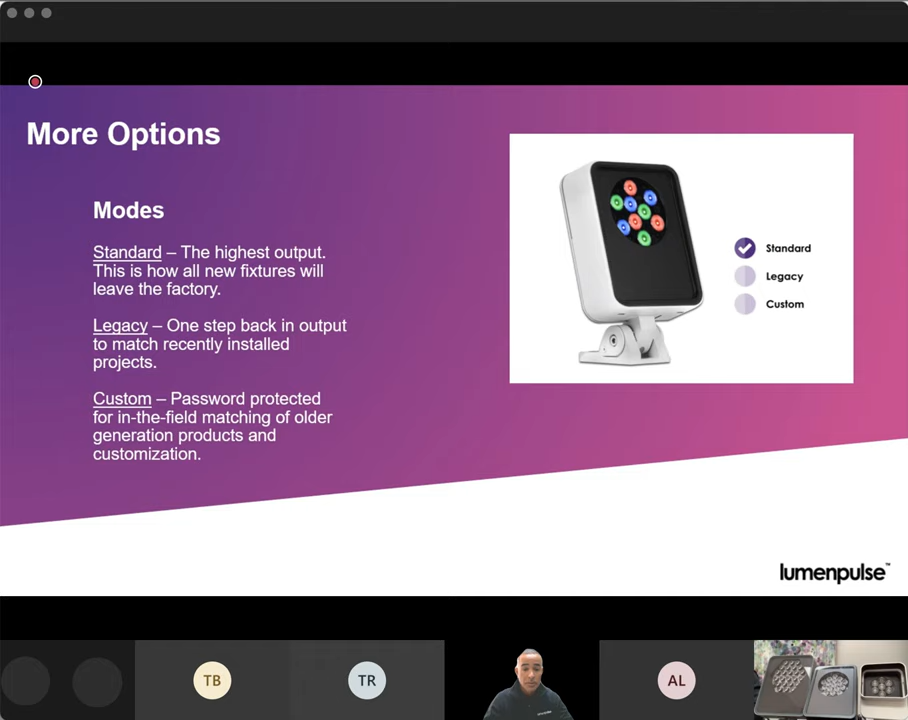 More Options
Modes
Standard – The highest output.
This is how all new fixtures will
leave the factory.
Legacy – One step back in output
to match recently installed
projects.
Custom – Password protected
for in-the-field matching of older
generation products and
customization.
Standard
Legacy
Custom
lumenpulse™
TB
TR
AL